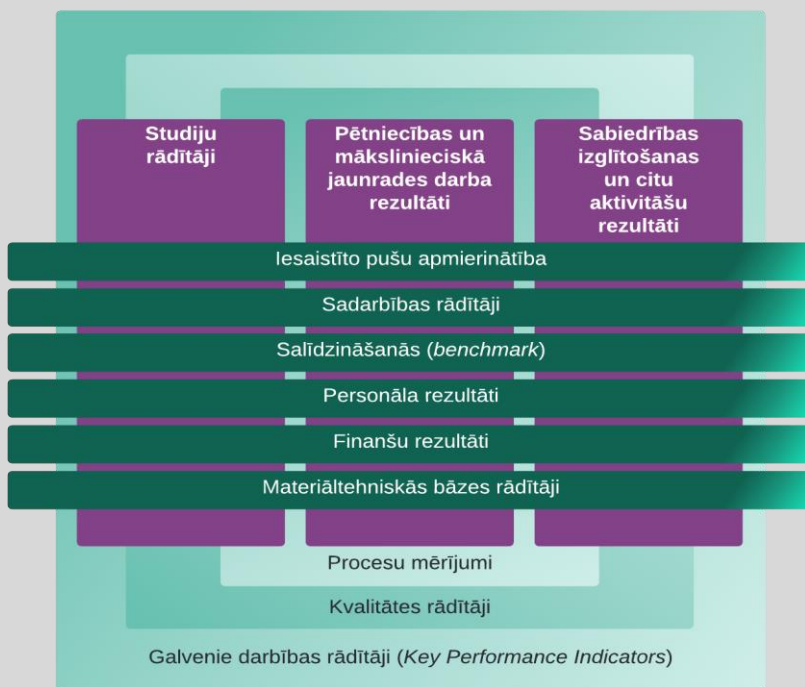 Studiju
rādītāji
Pētniecības un
mākslinieciskā
jaunrades darba
rezultāti
Sabiedrības
izglītošanas
un citu
aktivitāšu
rezultāti
Iesaistīto pušu apmierinātība
Sadarbības rādītāji
Salīdzināšanās (benchmark)
Personāla rezultāti
Finanšu rezultāti
Materiāltehniskās bāzes rādītāji
Procesu mērījumi
Kvalitātes rādītāji
Galvenie darbības rādītāji (Key Performance Indicators)